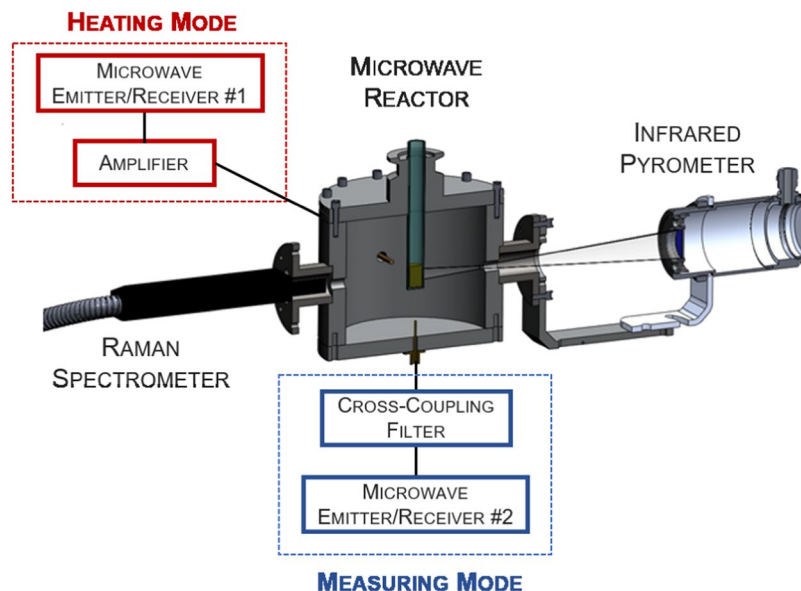 HEATING MODE
MICROWAVE
EMITTER/RECEIVER #1
AMPLIFIER
MICROWAVE
REACTOR
INFRARED
PYROMETER
RAMAN
SPECTROMETER
CROSS-COUPLING
FILTER
MICROWAVE
EMITTER/RECEIVER #2
MEASURING MODE